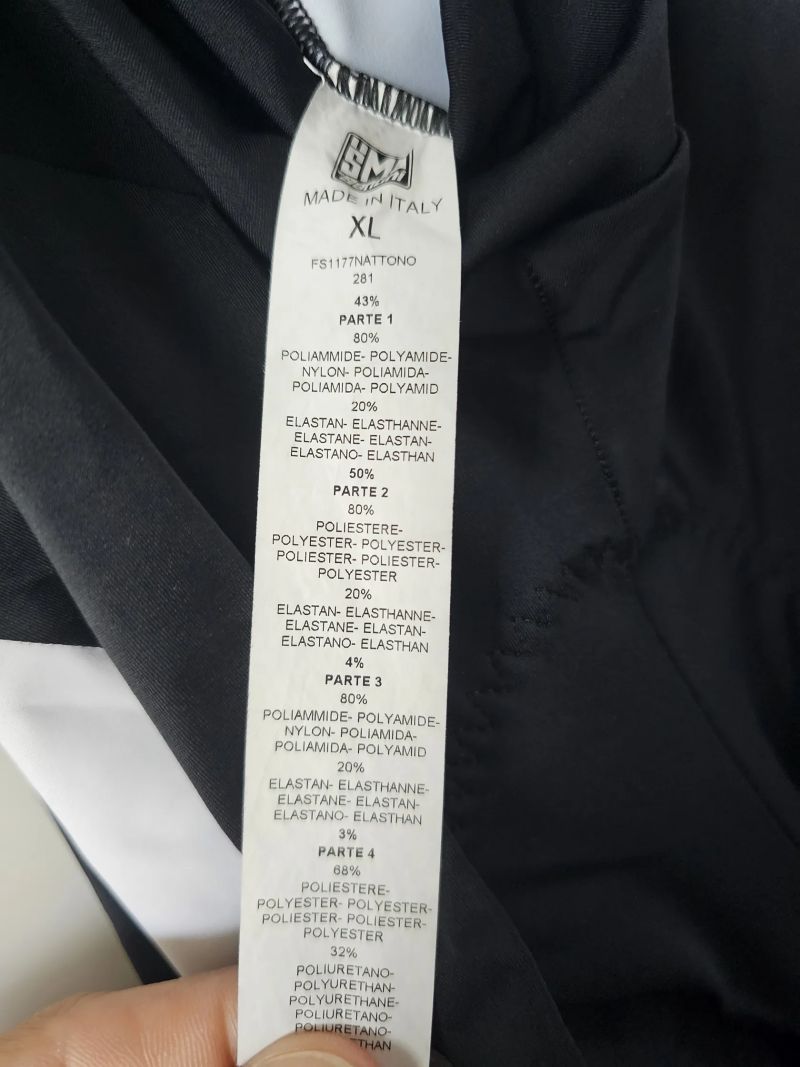 SMS
MADE IN ITALY
XL
FS1177NATTONO
281
43%
PARTE 1
80%
POLIAMMIDE- POLYAMIDE-
NYLON- POLIAMIDA-
POLIAMIDA- POLYAMID
20%
ELASTAN- ELASTHANNE-
ELASTANE- ELASTAN-
ELASTANO- ELASTHAN
50%
PARTE 2
80%
POLIESTERE-
POLYESTER- POLYESTER-
POLIESTER- POLIESTER-
POLYESTER
20%
ELASTAN- ELASTHANNE-
ELASTANE- ELASTAN-
ELASTANO- ELASTHAN
4%
PARTE 3
80%
POLIAMMIDE- POLYAMIDE-
NYLON- POLIAMIDA-
POLIAMIDA- POLYAMID
20%
ELASTAN- ELASTHANNE-
ELASTANE- ELASTAN-
ELASTANO- ELASTHAN
3%
PARTE 4
68%
POLIESTERE-
POLYESTER- POLYESTER-
POLIESTER- POLIESTER-
POLYESTER
32%
POLIURETANO-
POLYURETHAN-
POLYURETHANE-
POLIURETANO-
POLIURETANO-